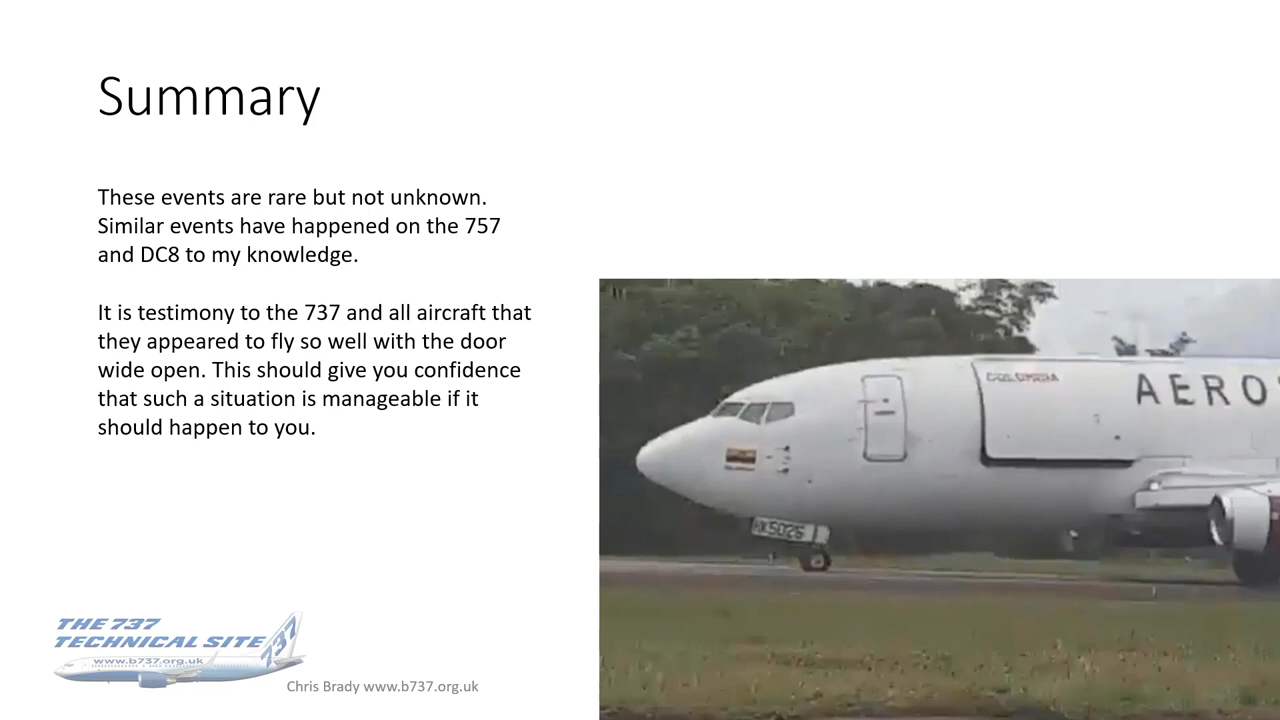 Summary
These events are rare but not unknown.
Similar events have happened on the 757
and DC8 to my knowledge.
It is testimony to the 737 and all aircraft that
they appeared to fly so well with the door
wide open. This should give you confidence
that such a situation is manageable if it
should happen to you.
COLOMBIA
AERO
HK5026
THE 737
TECHNICAL SITE
737
www.b737.org.uk
Chris Brady www.b737.org.uk